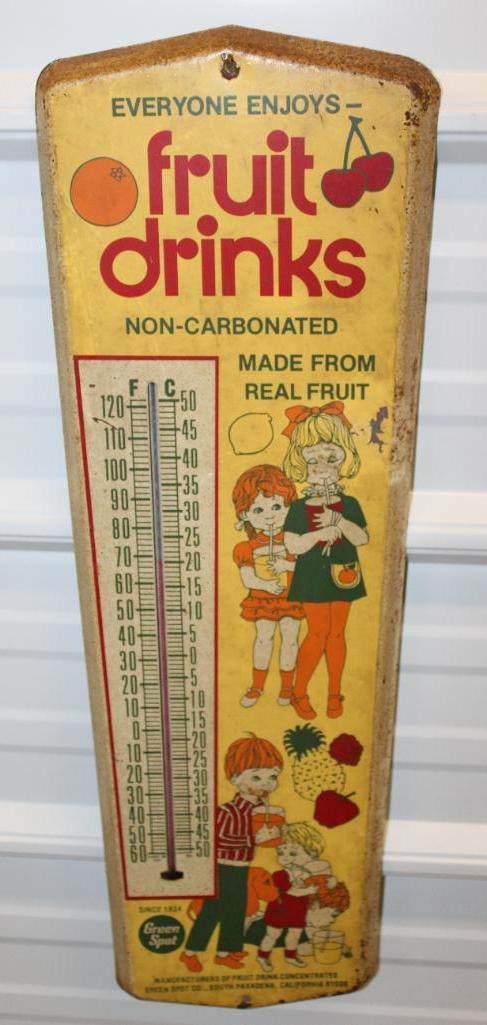 EVERYONE ENJOYS–
fruit
drinks
NON-CARBONATED
MADE FROM
REAL FRUIT
F C
120 50
110 45
100 40
90 35
80 30
70 25
60 20
50 15
40 10
30 5
20 0
10 5
0 10
10 15
20 20
30 25
40 30
50 35
60 40
45
50
SINCE 1934
Green
Spot
MANUFACTURERS OF FRUIT DRINK CONCENTRATED
GREEN SPOT CO., SOUTH PASADENA, CALIFORNIA